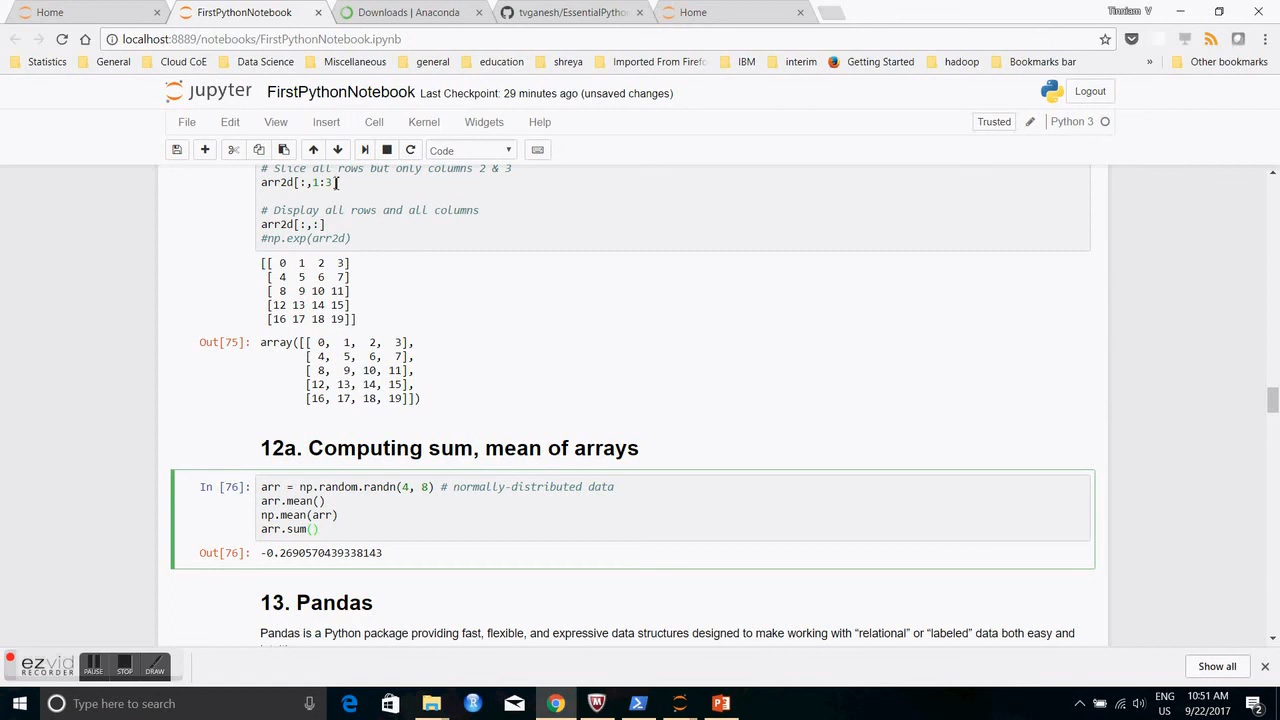 Home
FirstPythonNotebook
Downloads | Anaconda
tvganesh/EssentialPytho
Home
localhost:8889/notebooks/FirstPythonNotebook.ipynb
Statistics
General
Cloud CoE
Data Science
Miscellaneous
general
education
shreya
Imported From Firefo
IBM
interim
Getting Started
hadoop
Bookmarks bar
»
Other bookmarks
jupyter
FirstPythonNotebook
Last Checkpoint: 29 minutes ago (unsaved changes)
Logout
File
Edit
View
Insert
Cell
Kernel
Widgets
Help
Trusted
Python 3
Code
# Slice all rows but only columns 2 & 3
arr2d[:,1:3]
# Display all rows and all columns
arr2d[:,:]
#np.exp(arr2d)
[[ 0  1  2  3]
 [ 4  5  6  7]
 [ 8  9 10 11]
 [12 13 14 15]
 [16 17 18 19]]
Out[75]: array([[ 0,  1,  2,  3],
       [ 4,  5,  6,  7],
       [ 8,  9, 10, 11],
       [12, 13, 14, 15],
       [16, 17, 18, 19]])
12a. Computing sum, mean of arrays
In [76]: arr = np.random.randn(4, 8) # normally-distributed data
arr.mean()
np.mean(arr)
arr.sum()
Out[76]: -0.2690570439338143
13. Pandas
Pandas is a Python package providing fast, flexible, and expressive data structures designed to make working with “relational” or “labeled” data both easy and
ezvid
RECORDER
PAUSE
STOP
DRAW
Show all
Type here to search
ENG
US
10:51 AM
9/22/2017
2